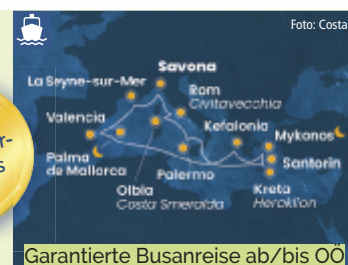 Foto: Costa
Savona
La Seyne-sur-Mer
Rom
Civitavecchia
Valencia
Kefalonia
Mykonos
Palma
de Mallorca
Santorin
Olbia
Costa Smeralda
Palermo
Kreta
Heraklion
Garantierte Busanreise ab/bis OÖ